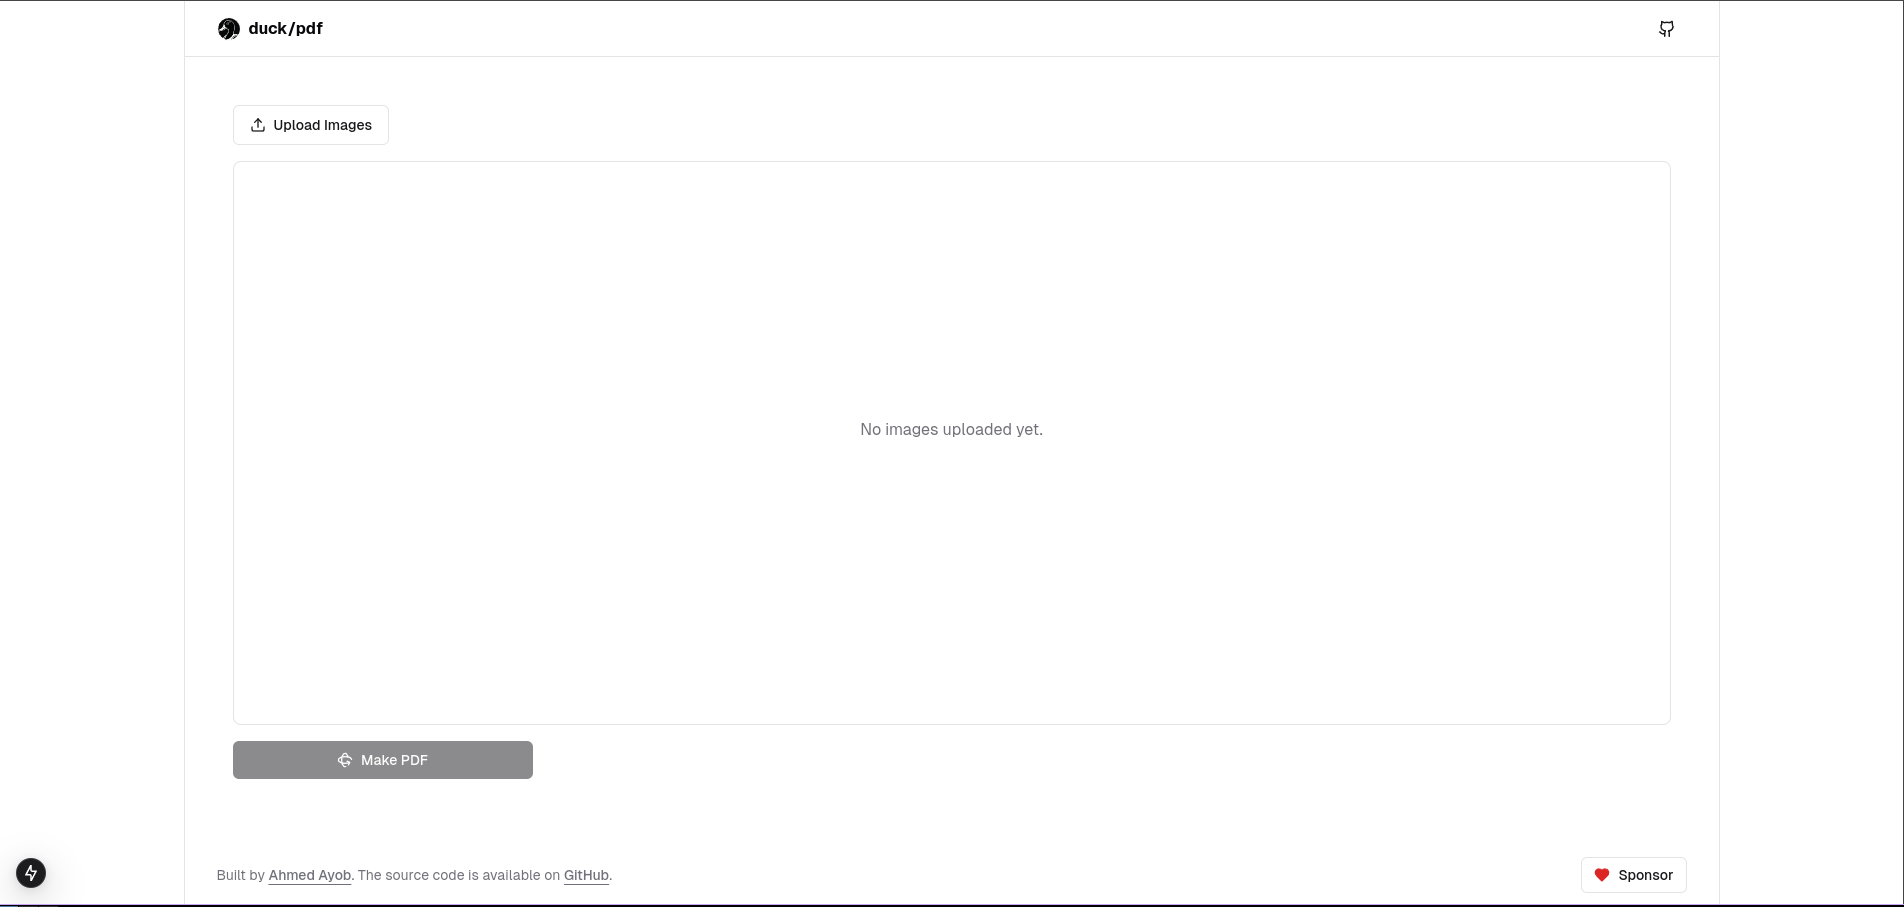 duck/pdf
Upload Images
No images uploaded yet.
Make PDF
Built by Ahmed Ayob. The source code is available on GitHub.
Sponsor